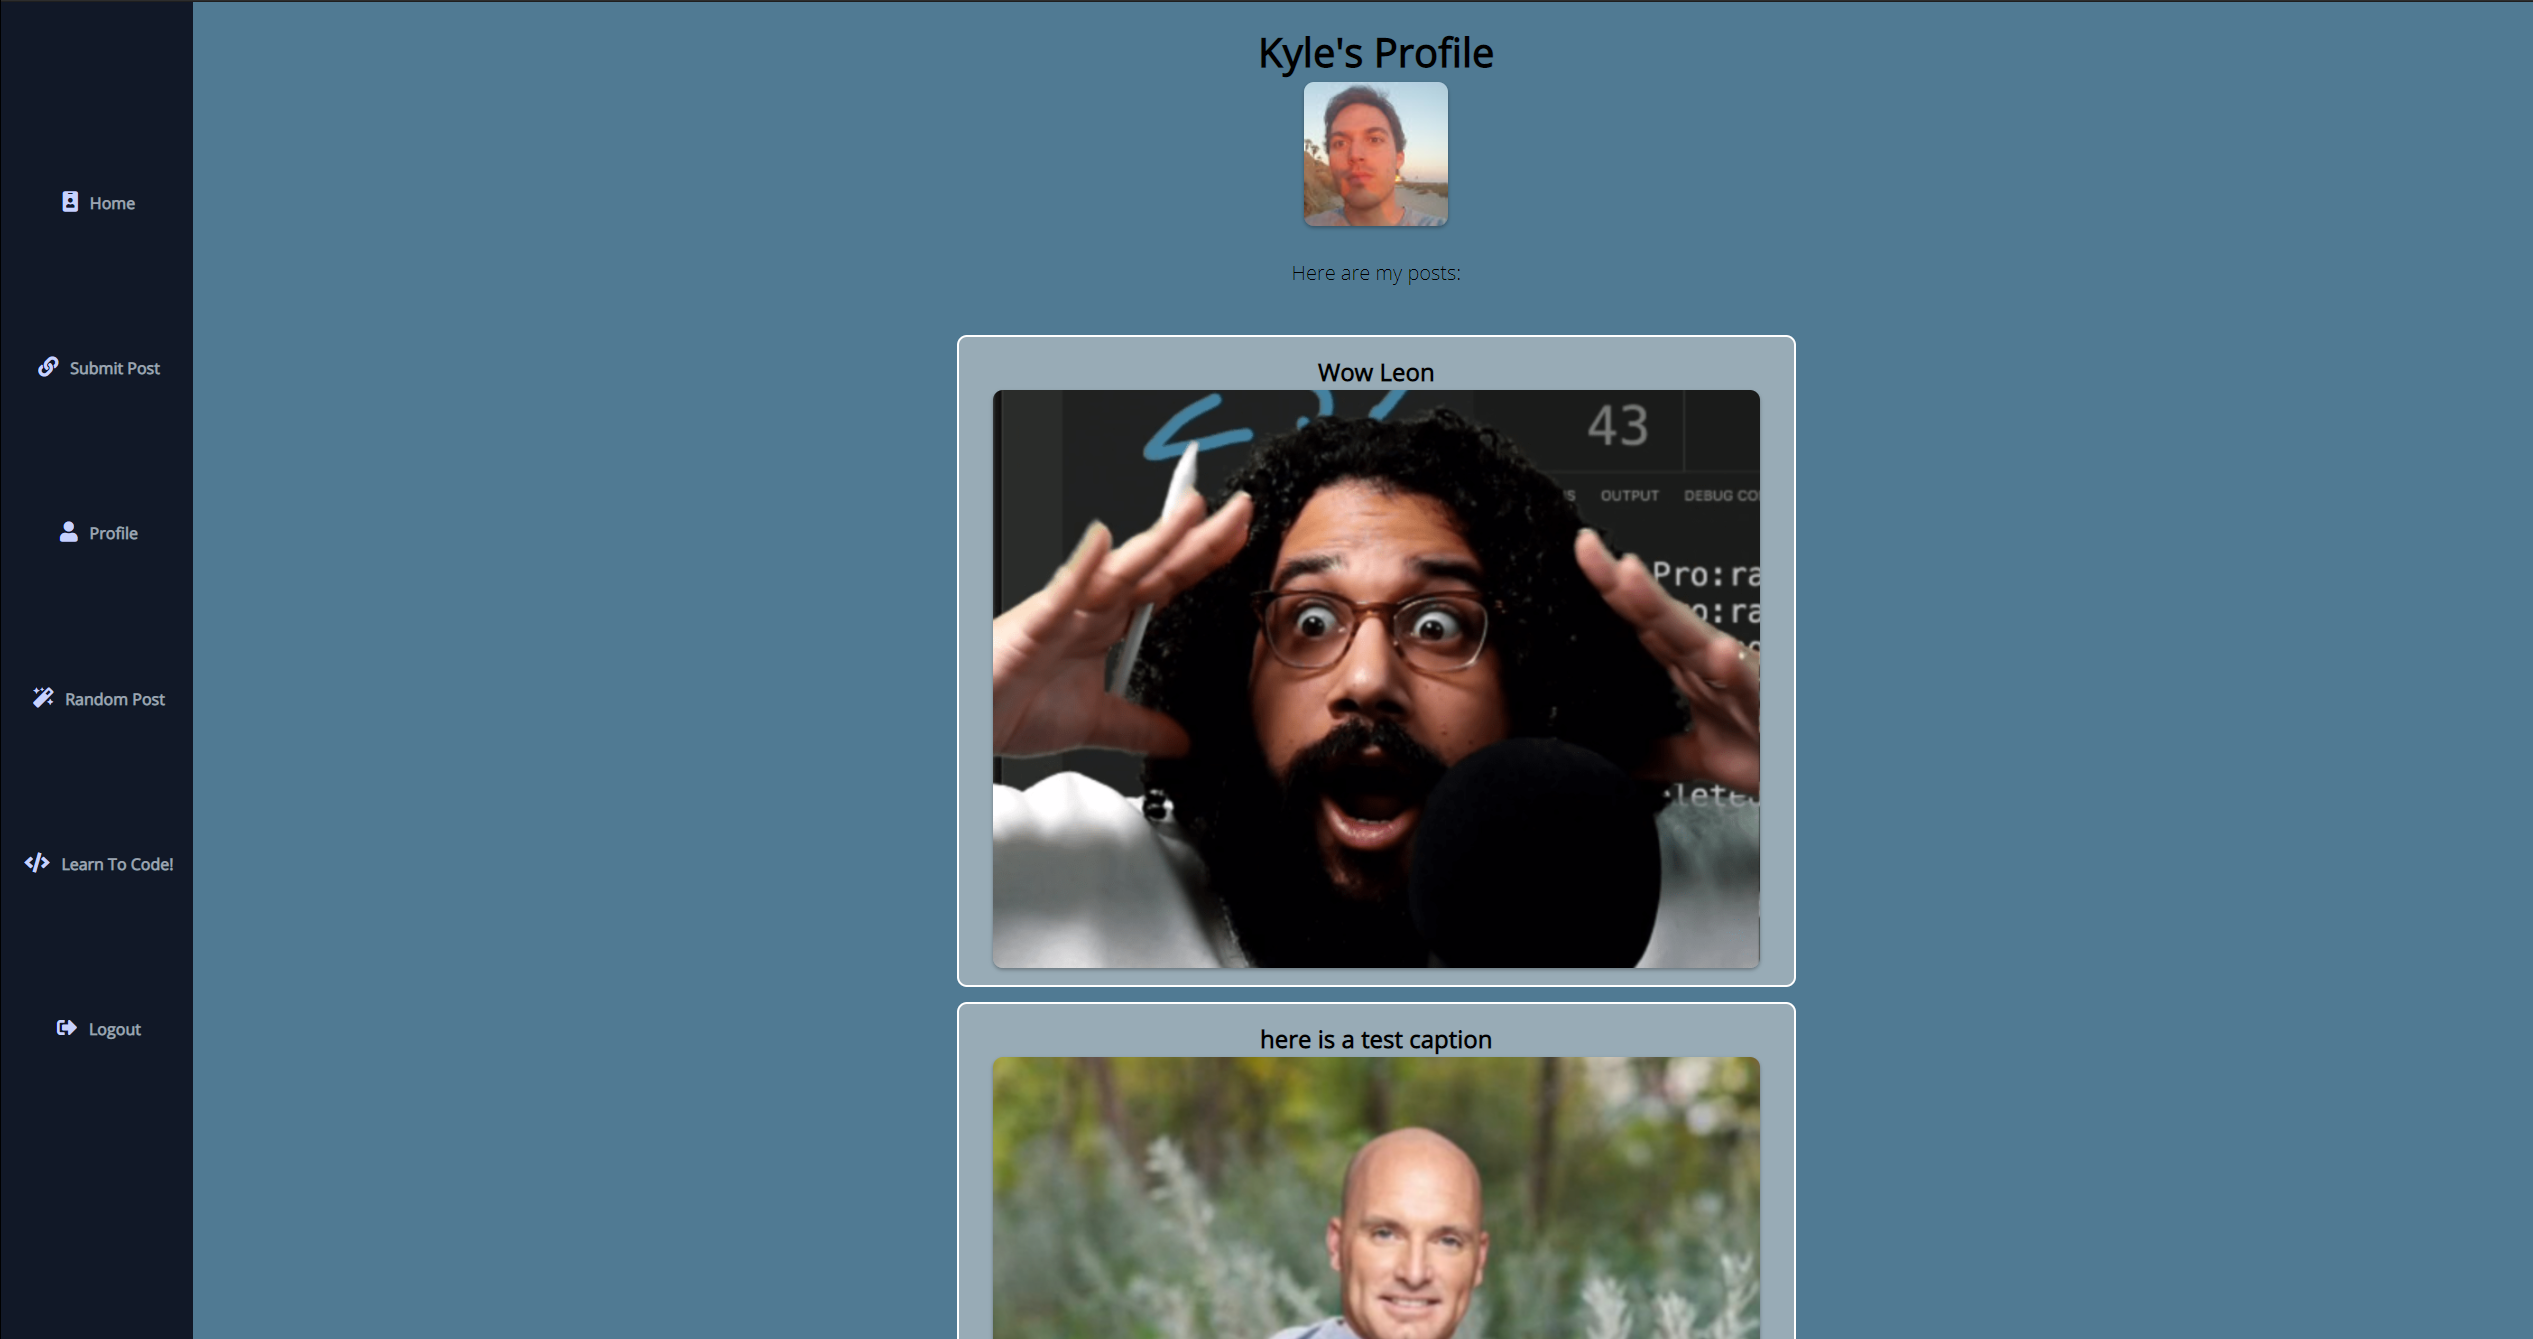 Kyle's Profile
Home
Submit Post
Profile
Random Post
Learn To Code!
Logout
Here are my posts:
Wow Leon
43
OUTPUT
DEBUG CO
Pro:ra
o:ra
lete
here is a test caption